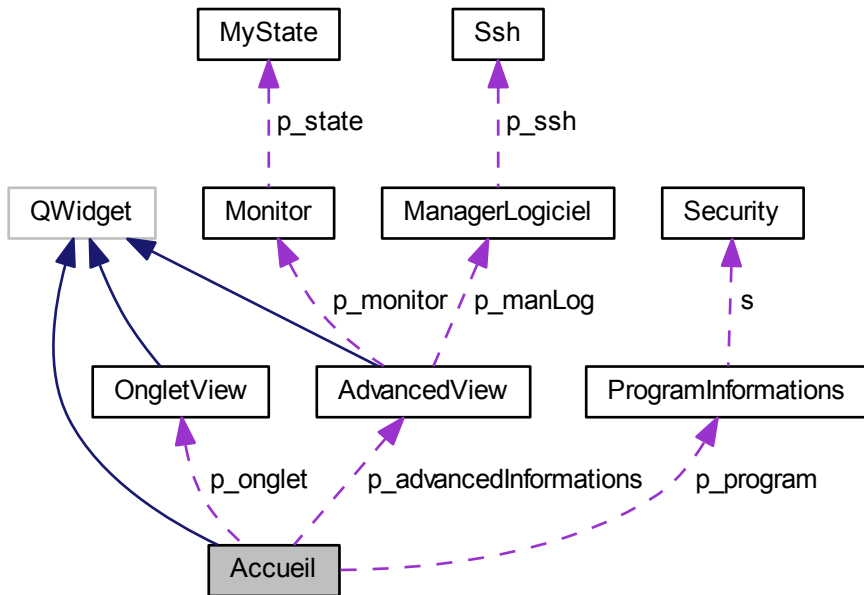 MyState
Ssh
p_state
p_ssh
QWidget
Monitor
ManagerLogiciel
Security
p_monitor
p_manLog
s
OngletView
AdvancedView
ProgramInformations
p_onglet
p_advancedInformations
p_program
Accueil